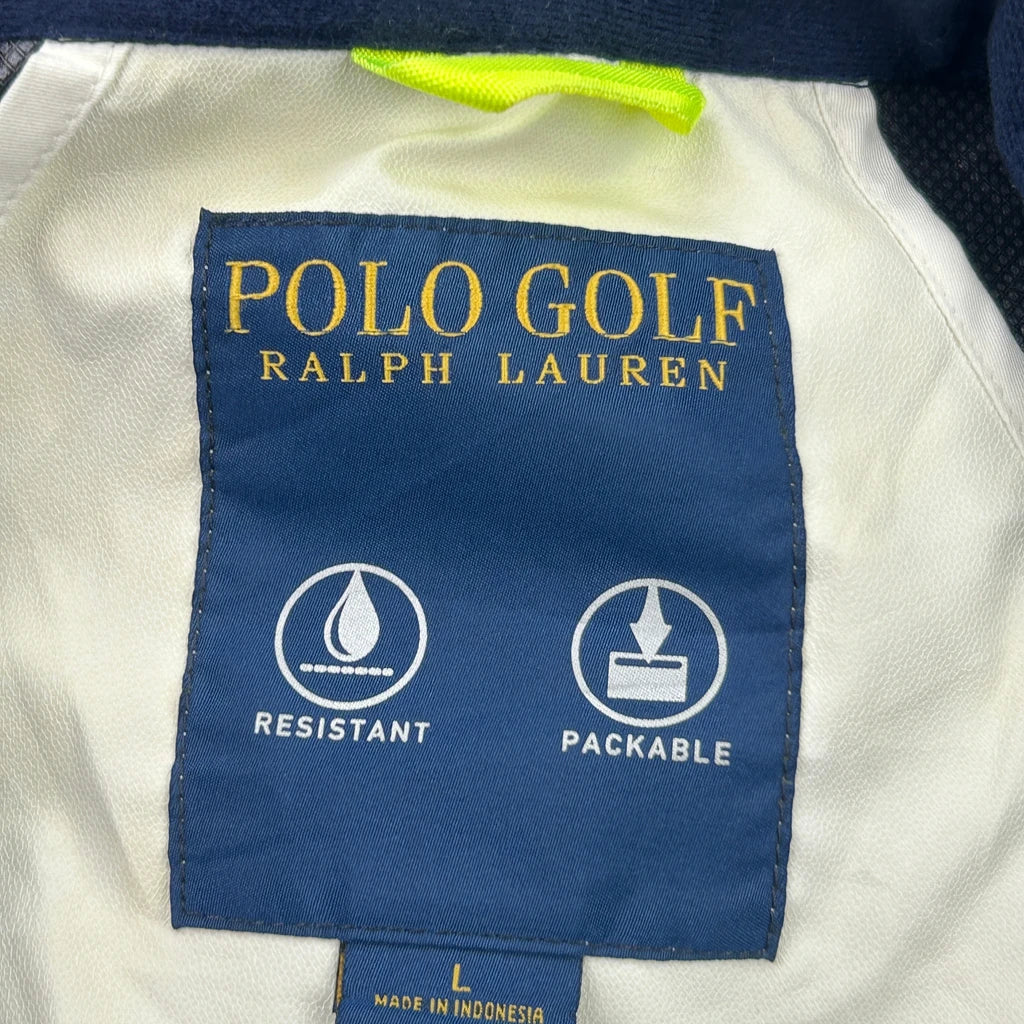 POLO GOLF
RALPH LAUREN
RESISTANT
PACKABLE
L
MADE IN INDONESIA